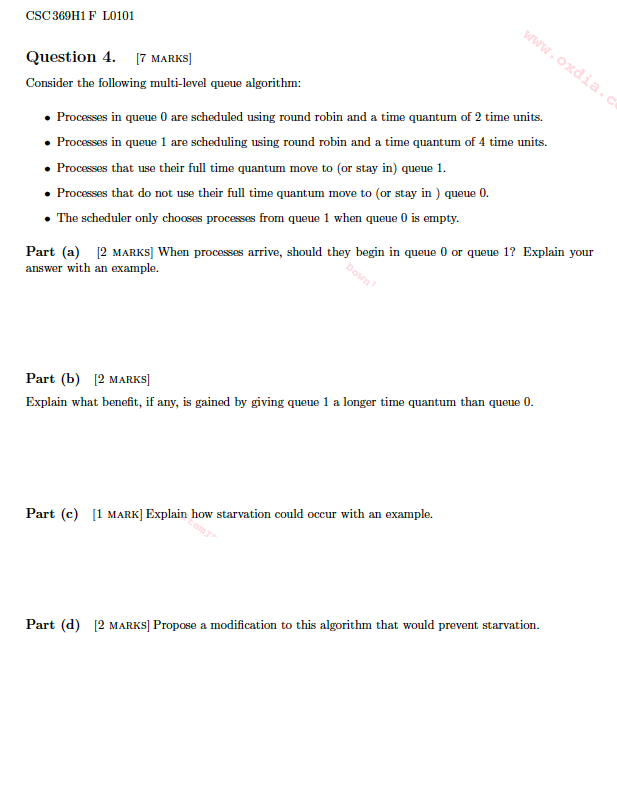 CSC 369H1 F L0101
www.oxdia.c
Question 4. [7 MARKS]
Consider the following multi-level queue algorithm:
• Processes in queue 0 are scheduled using round robin and a time quantum of 2 time units.
• Processes in queue 1 are scheduling using round robin and a time quantum of 4 time units.
• Processes that use their full time quantum move to (or stay in) queue 1.
• Processes that do not use their full time quantum move to (or stay in ) queue 0.
• The scheduler only chooses processes from queue 1 when queue 0 is empty.
Part (a) [2 MARKS] When processes arrive, should they begin in queue 0 or queue 1? Explain your
answer with an example.
Part (b) [2 MARKS]
Explain what benefit, if any, is gained by giving queue 1 a longer time quantum than queue 0.
Part (c) [1 MARK] Explain how starvation could occur with an example.
Part (d) [2 MARKS] Propose a modification to this algorithm that would prevent starvation.